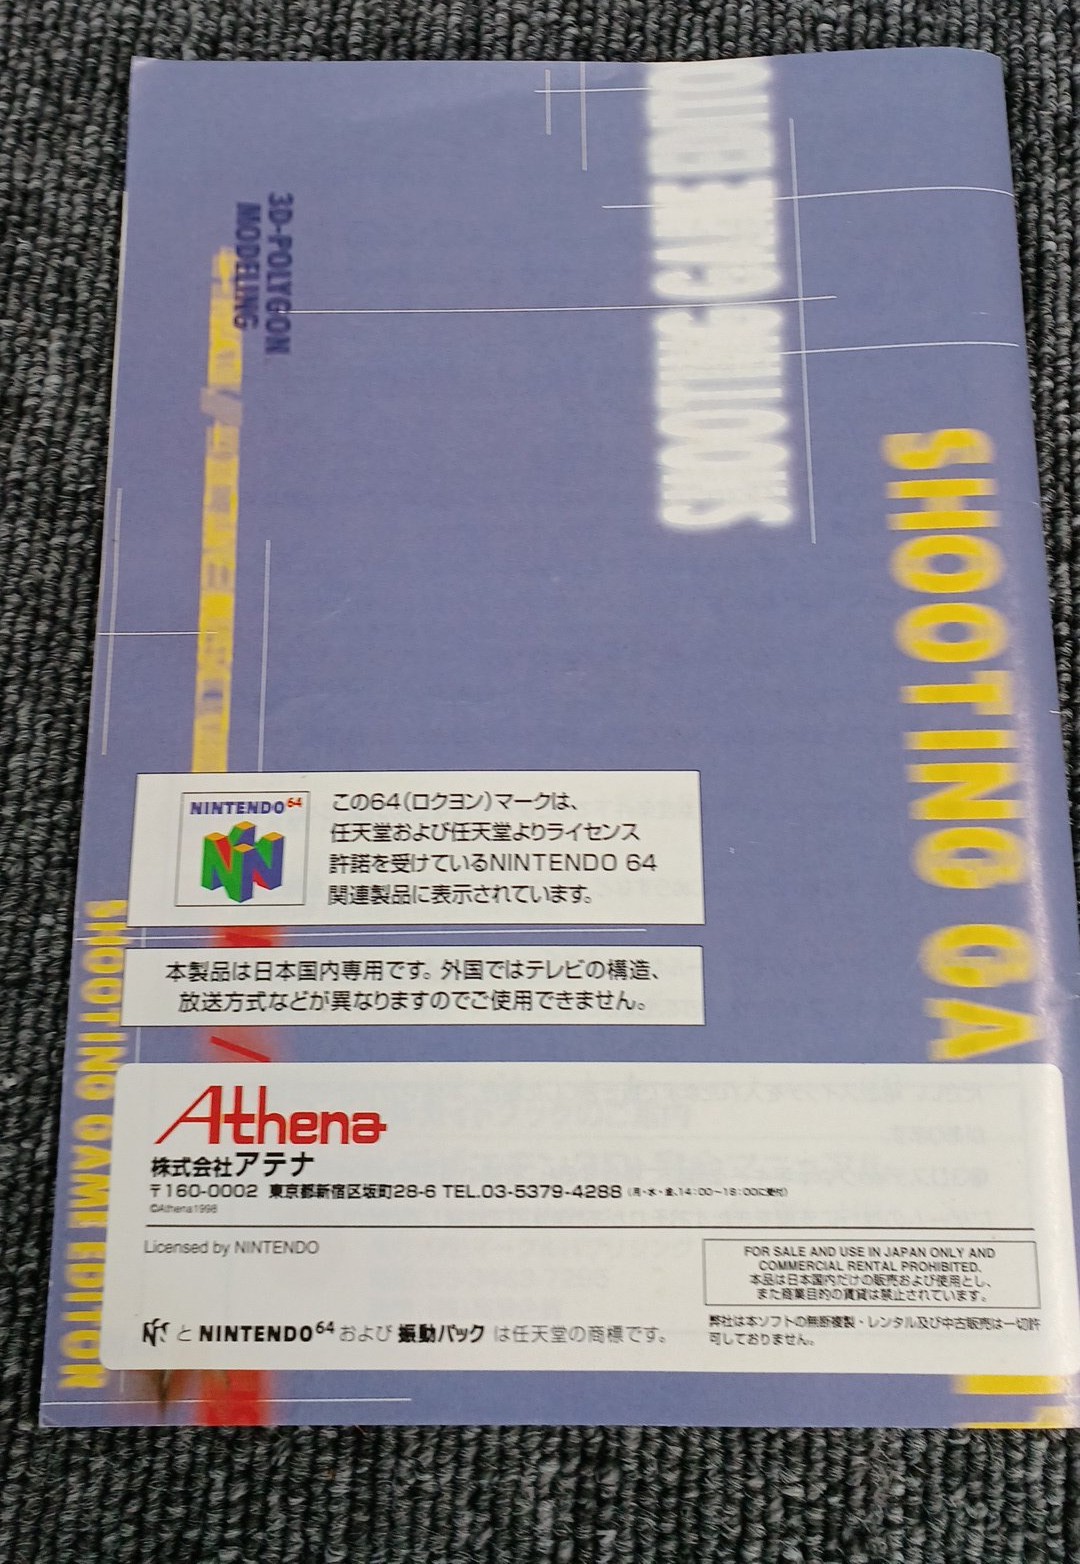 3D-POLYGON
MODELING
SHOOTING GA
NINTENDO64
この64(ロクヨン)マークは、
任天堂および任天堂よりライセンス
許諾を受けているNINTENDO 64
関連製品に表示されています。
本製品は日本国内専用です。外国ではテレビの構造、
放送方式などが異なりますのでご使用できません。
SHOOTING GAME EDITOR
Athena
株式会社アテナ
〒160-0002 東京都新宿区坂町28-6 TEL.03-5379-4288 (月・水・金、14:00~18:00に受付)
©Athena1998
Licensed by NINTENDO
FOR SALE AND USE IN JAPAN ONLY AND
COMMERCIAL RENTAL PROHIBITED.
本品は日本国内だけの販売および使用とし、
また商業目的の賃貸は禁止されています。
と NINTENDO64 および 振動パック は任天堂の商標です。
弊社は本ソフトの無断複製・レンタル及び中古販売は一切許
可しておりません。